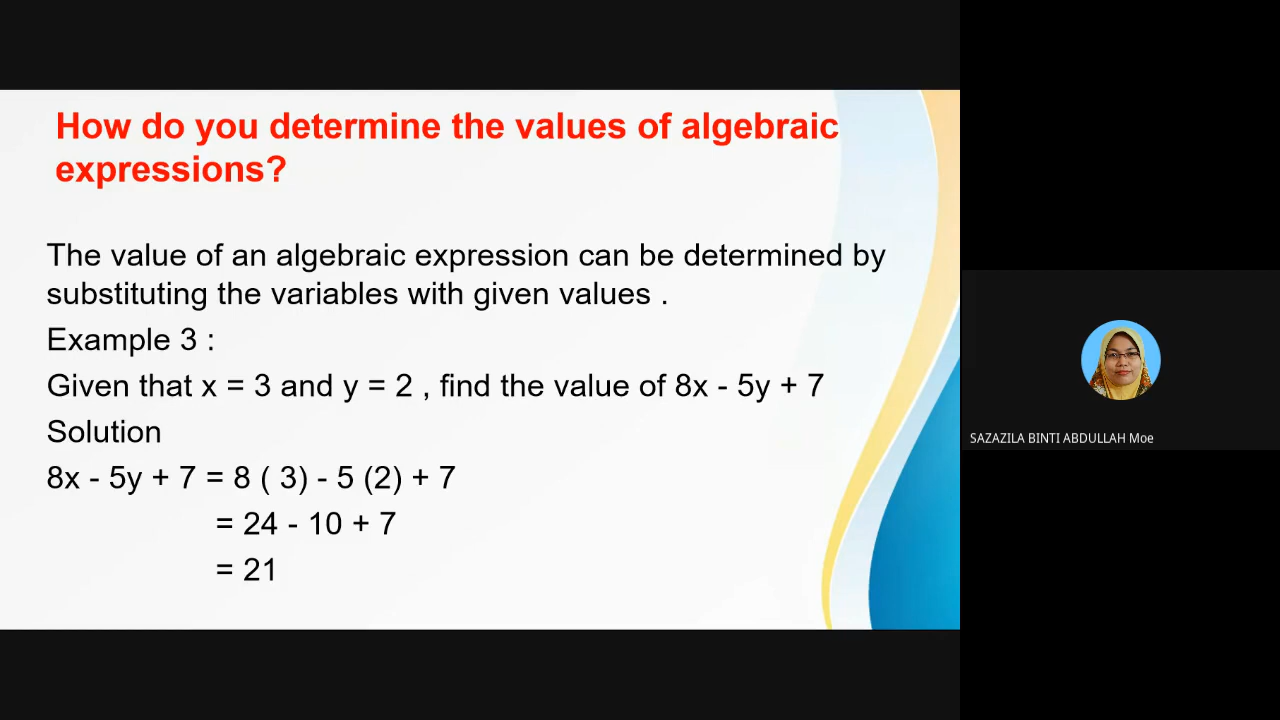 How do you determine the values of algebraic
expressions?
The value of an algebraic expression can be determined by
substituting the variables with given values .
Example 3 :
Given that x = 3 and y = 2 , find the value of 8x - 5y + 7
Solution
8x - 5y + 7 = 8 ( 3) - 5 (2) + 7
= 24 - 10 + 7
= 21
SAZAZILA BINTI ABDULLAH Moe